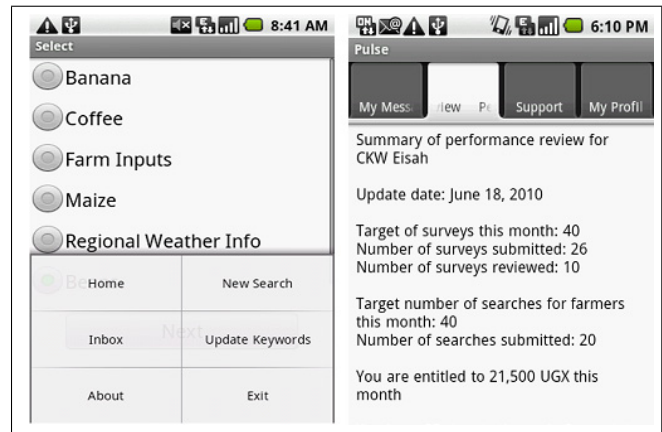 8:41 AM
Select
Banana
Coffee
Farm Inputs
Maize
Regional Weather Info
Home
New Search
Next
Inbox
Update Keywords
About
Exit
6:10 PM
Pulse
My Mess
Support
My Profil
Summary of performance review for
CKW Eisah
Update date: June 18, 2010
Target of surveys this month: 40
Number of surveys submitted: 26
Number of surveys reviewed: 10
Target number of searches for farmers
this month: 40
Number of searches submitted: 20
You are entitled to 21,500 UGX this
month